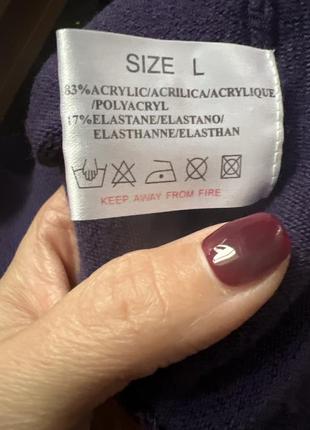 SIZE L
83%ACRYLIC/ACRILICA/ACRYLIQUE
/POLYACRYL
17%ELASTANE/ELASTANO/
ELASTHANNE/ELASTHAN
KEEP AWAY FROM FIRE